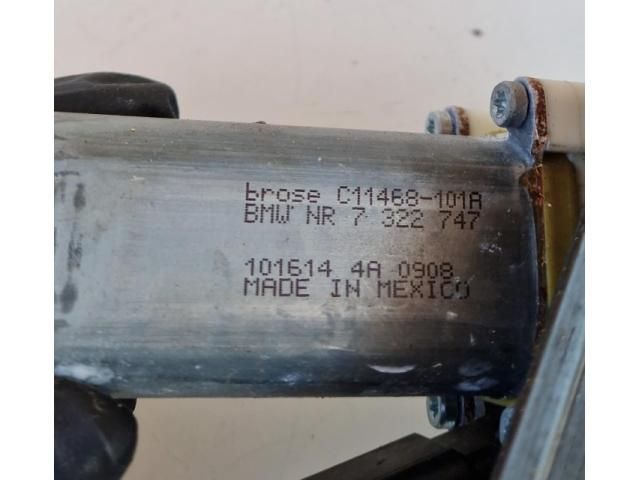 brose C11468-101A
BMW NR 7 322 747
101614 4A 0908
MADE IN MEXICO